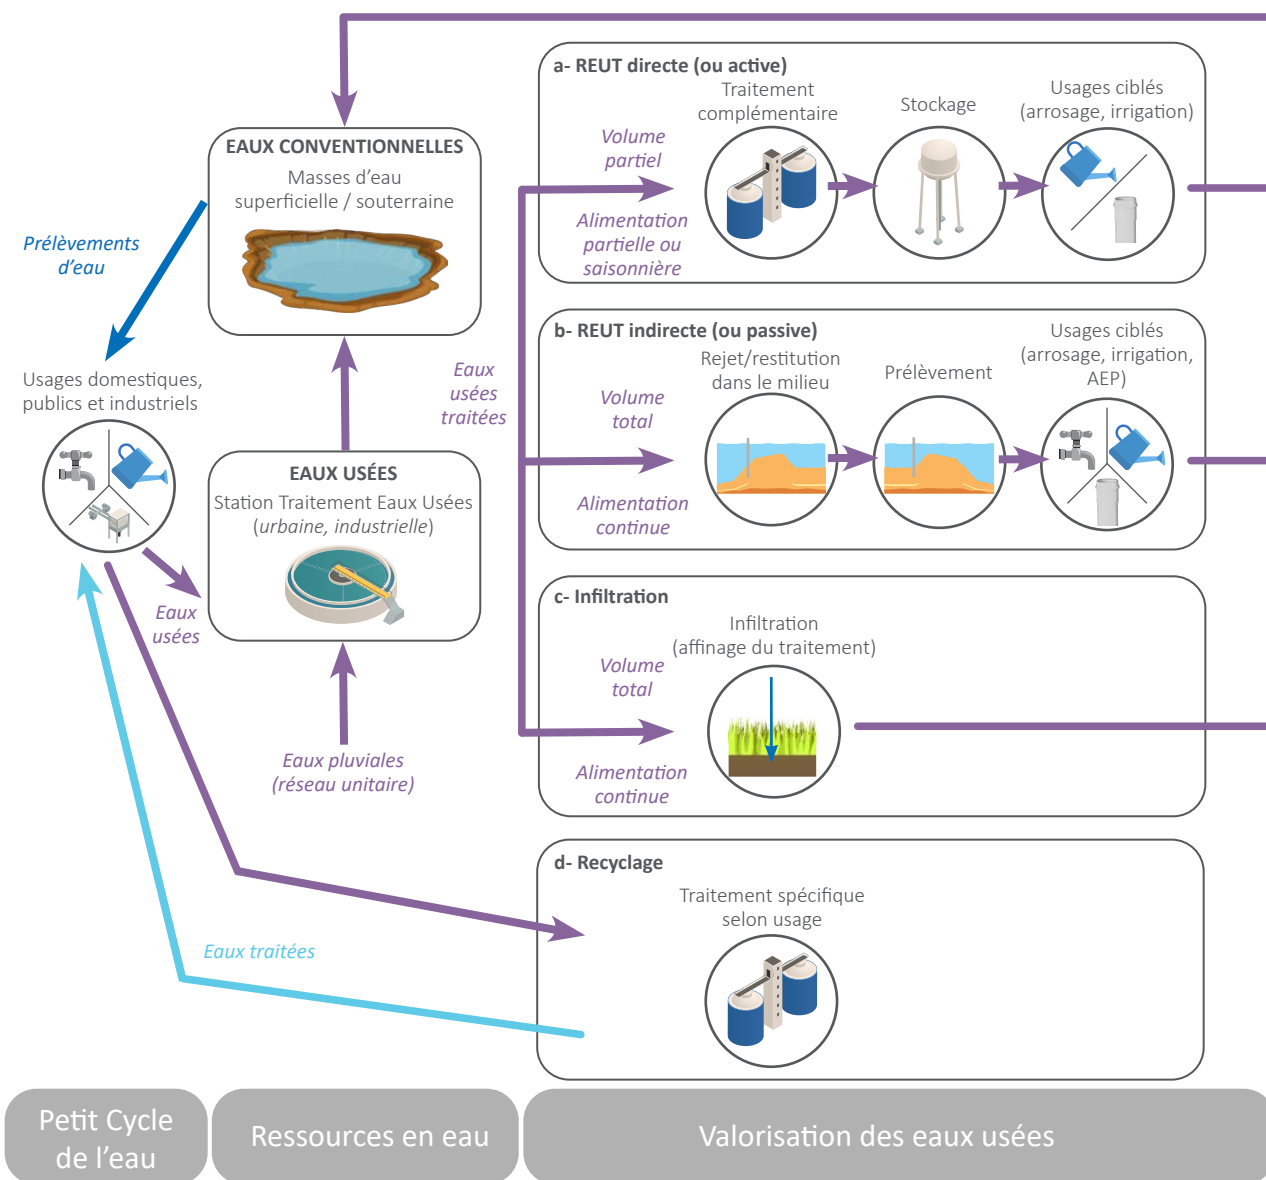 Prélèvements
d’eau
Usages domestiques,
publics et industriels
EAUX CONVENTIONNELLES
Masses d’eau
superficielle / souterraine
EAUX USÉES
Station Traitement Eaux Usées
(urbaine, industrielle)
Eaux
usées
Eaux pluviales
(réseau unitaire)
Eaux traitées
Eaux
usées
traitées
a- REUT directe (ou active)
Volume
partiel
Alimentation
partielle ou
saisonnière
Traitement
complémentaire
Stockage
Usages ciblés
(arrosage, irrigation)
b- REUT indirecte (ou passive)
Volume
total
Alimentation
continue
Rejet/restitution
dans le milieu
Prélèvement
Usages ciblés
(arrosage, irrigation,
AEP)
c- Infiltration
Volume
total
Alimentation
continue
Infiltration
(affinage du traitement)
d- Recyclage
Traitement spécifique
selon usage
Petit Cycle
de l’eau
Ressources en eau
Valorisation des eaux usées